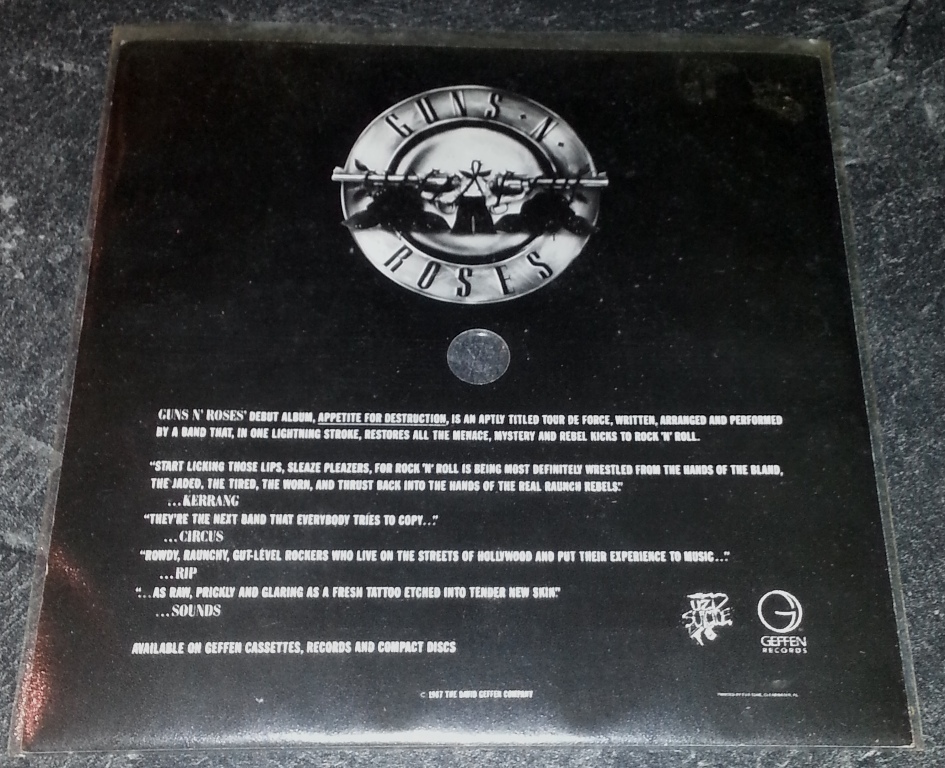 GUNS · N ·
ROSES
GUNS N' ROSES' DEBUT ALBUM, APPETITE FOR DESTRUCTION, IS AN APTLY TITLED TOUR DE FORCE, WRITTEN, ARRANGED AND PERFORMED
BY A BAND THAT, IN ONE LIGHTNING STROKE, RESTORES ALL THE MENACE, MYSTERY AND REBEL KICKS TO ROCK 'N' ROLL.
"START LICKING THOSE LIPS, SLEAZE PLEAZERS, FOR ROCK 'N' ROLL IS BEING MOST DEFINITELY WRESTLED FROM THE HANDS OF THE BLAND,
THE JADED, THE TIRED, THE WORN, AND THRUST BACK INTO THE HANDS OF THE REAL RAUNCH REBELS."
...KERRANG
"THEY'RE THE NEXT BAND THAT EVERYBODY TRIES TO COPY..."
...CIRCUS
"ROWDY, RAUNCHY, GUT-LEVEL ROCKERS WHO LIVE ON THE STREETS OF HOLLYWOOD AND PUT THEIR EXPERIENCE TO MUSIC..."
...RIP
"...AS RAW, PRICKLY AND GLARING AS A FRESH TATTOO ETCHED INTO TENDER NEW SKIN."
...SOUNDS
UZI
SUICIDE
GEFFEN
RECORDS
AVAILABLE ON GEFFEN CASSETTES, RECORDS AND COMPACT DISCS
© 1987 THE DAVID GEFFEN COMPANY